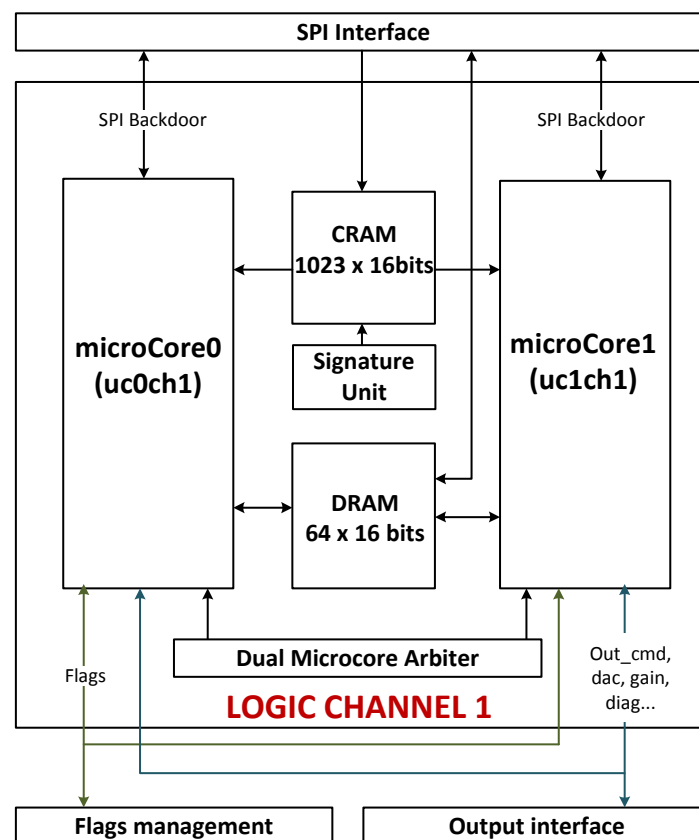 SPI Interface
SPI Backdoor
SPI Backdoor
CRAM
1023 x 16bits
microCore0
(uc0ch1)
microCore1
(uc1ch1)
Signature
Unit
DRAM
64 x 16 bits
Dual Microcore Arbiter
Flags
Out_cmd,
dac, gain,
diag...
LOGIC CHANNEL 1
Flags management
Output interface